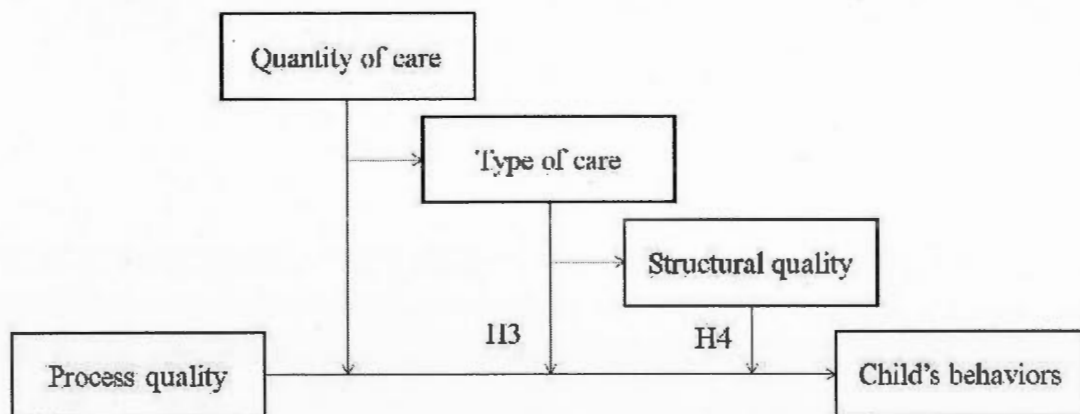 Quantity of care
Type of care
Structural quality
H3
H4
Process quality
Child's behaviors